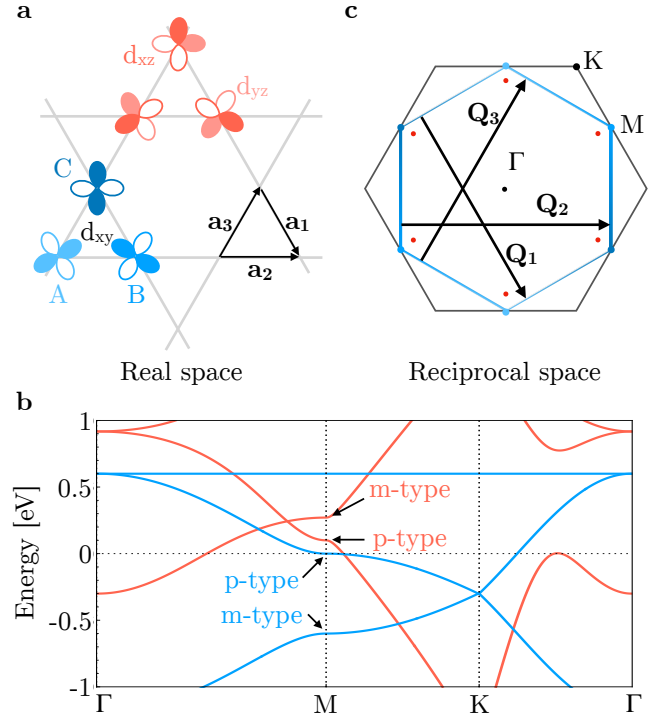 a
d_xz
d_yz
C
d_xy
A
B
a_3
a_1
a_2
Real space
c
K
M
Q_3
Γ
Q_2
Q_1
Reciprocal space
b
Energy [eV]
1
0.5
0
-0.5
-1
m-type
p-type
p-type
m-type
Γ
M
K
Γ